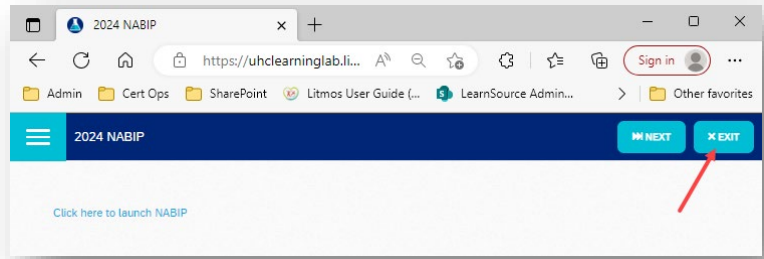 2024 NABIP
https://uhclearninglab.li... A Sign in
Admin Cert Ops SharePoint Litmos User Guide (... S LearnSource Admin... Other favorites
2024 NABIP NEXT EXIT
Click here to launch NABIP